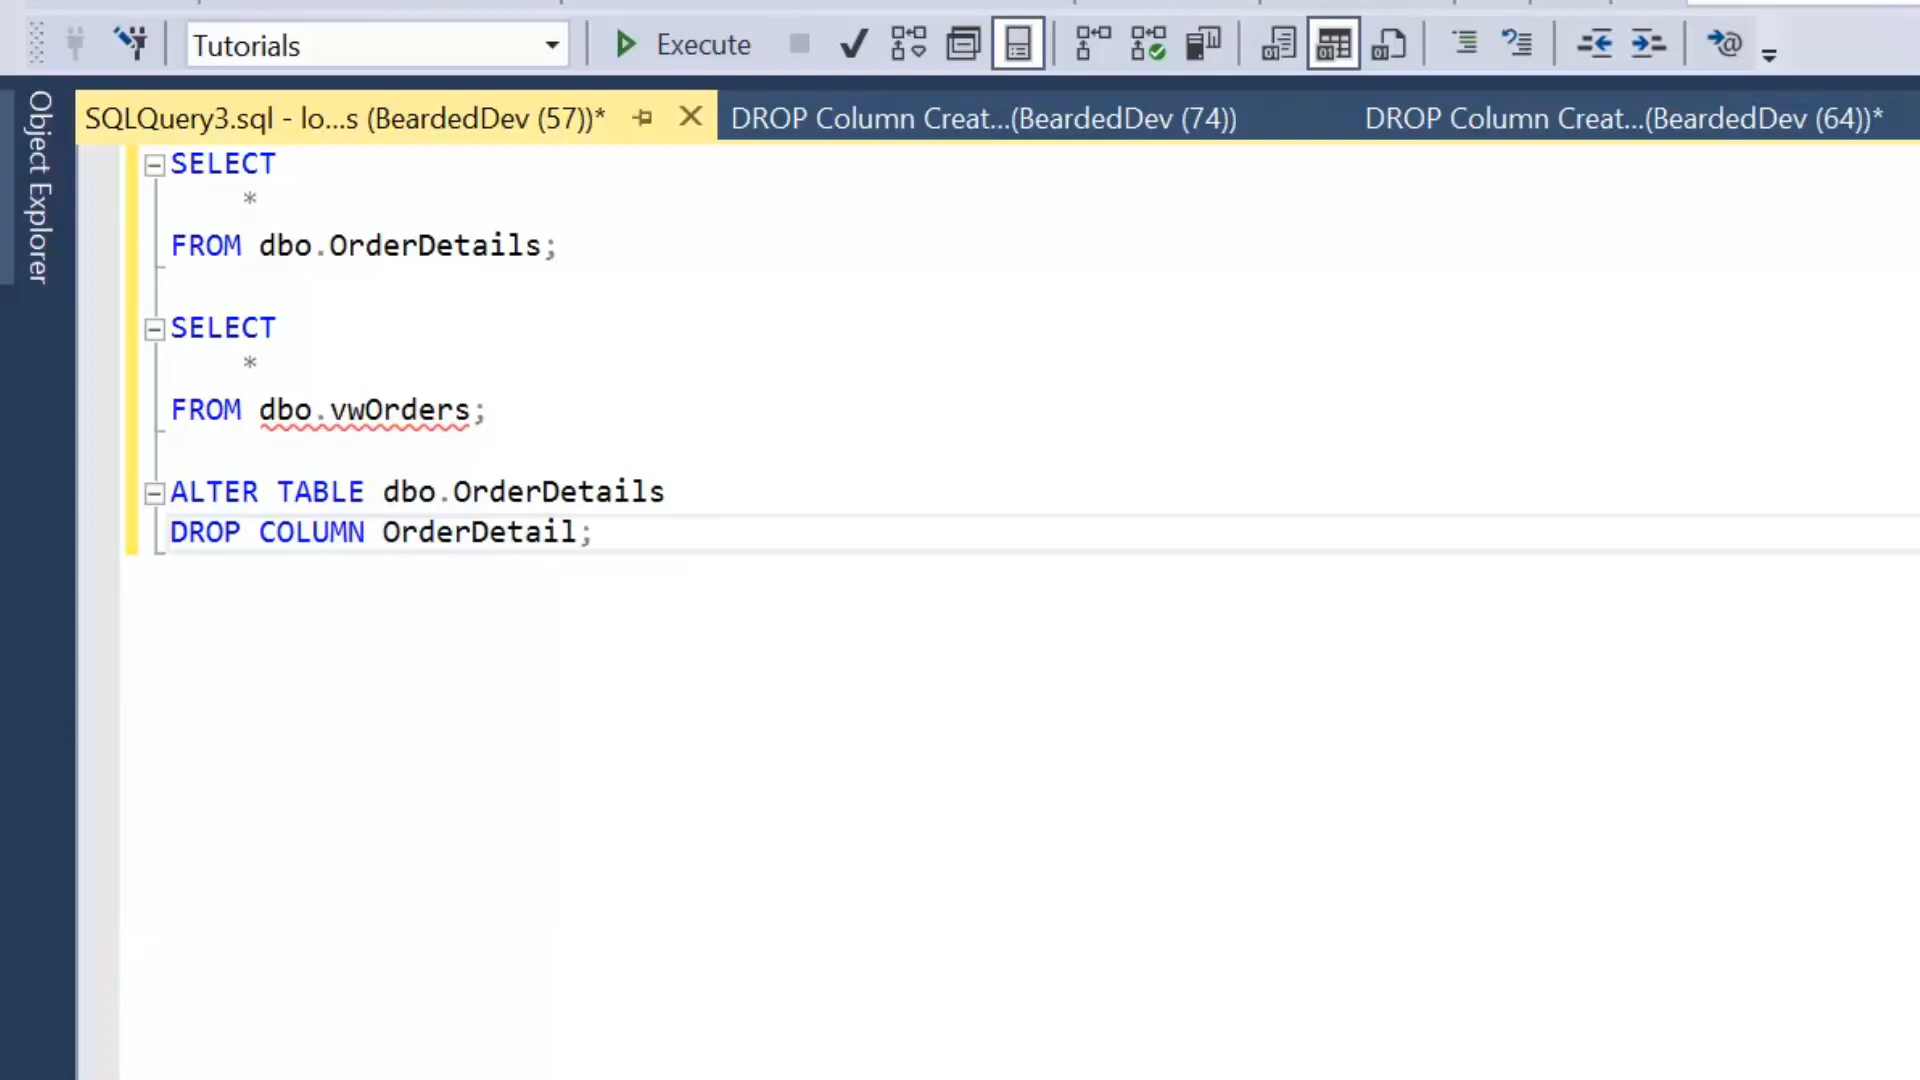 Tutorials
Execute
Object Explorer
SQLQuery3.sql - lo...s (BeardedDev (57))*
DROP Column Creat...(BeardedDev (74))
DROP Column Creat...(BeardedDev (64))*
SELECT
*
FROM dbo.OrderDetails;
SELECT
*
FROM dbo.vwOrders;
ALTER TABLE dbo.OrderDetails
DROP COLUMN OrderDetail;